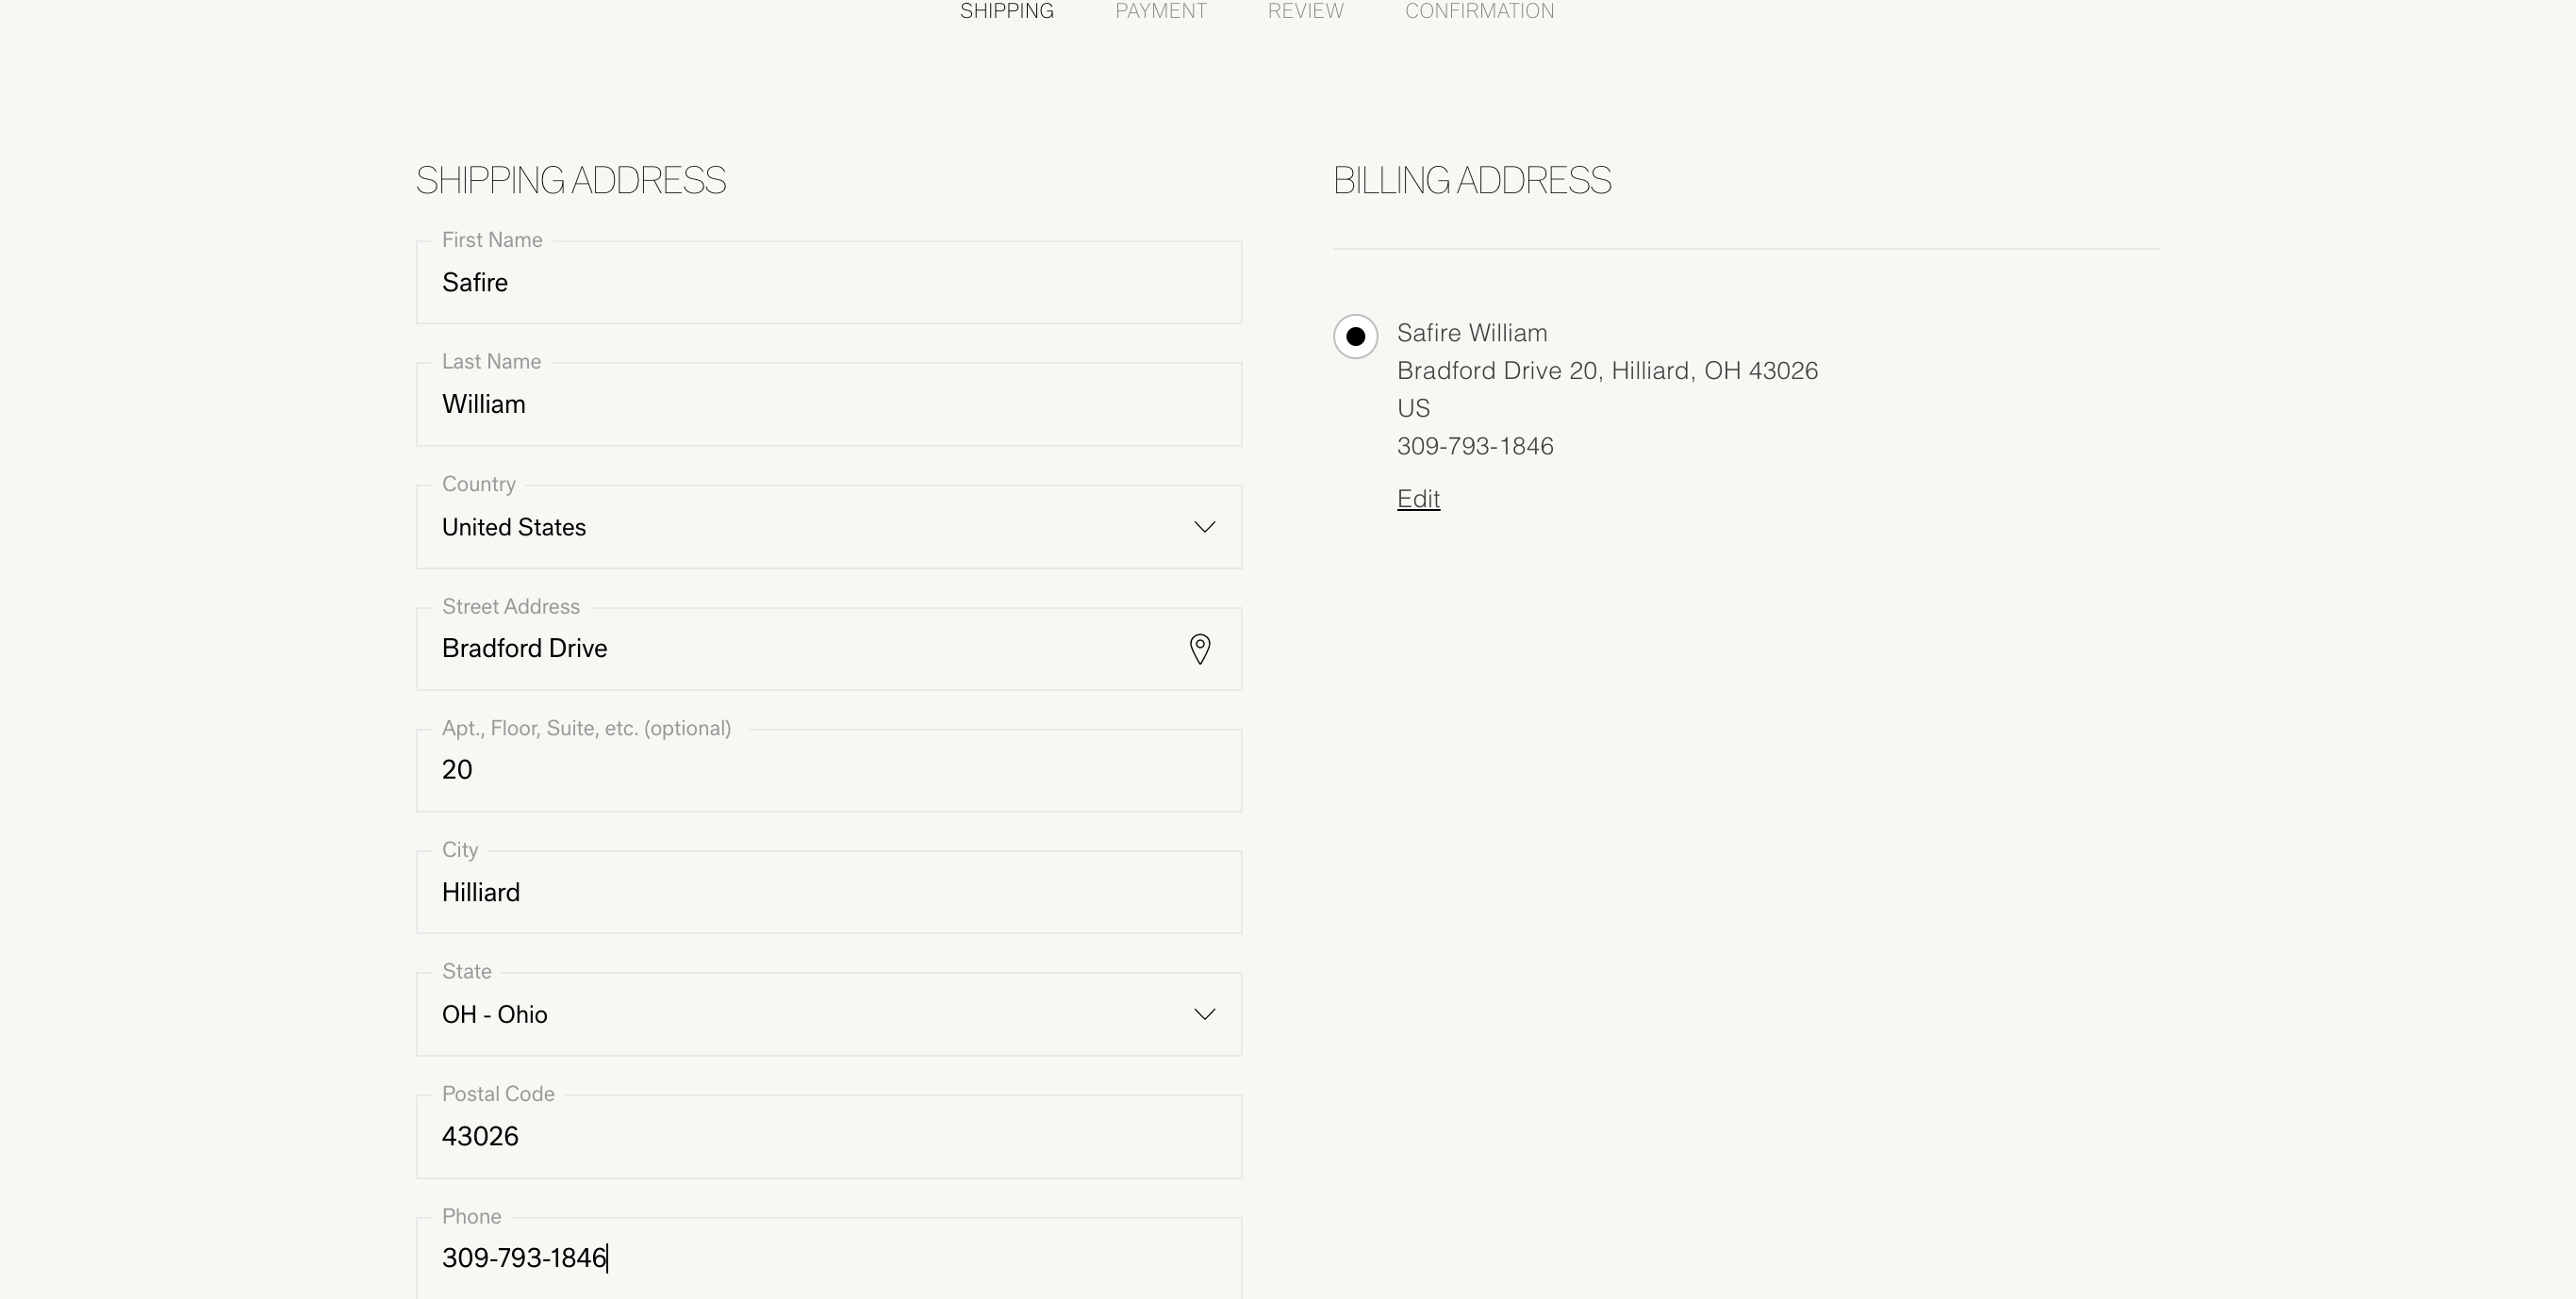 SHIPPING PAYMENT REVIEW CONFIRMATION
SHIPPING ADDRESS
First Name
Safire
Last Name
William
Country
United States
Street Address
Bradford Drive
Apt., Floor, Suite, etc. (optional)
20
City
Hilliard
State
OH - Ohio
Postal Code
43026
Phone
309-793-1846
BILLING ADDRESS
Safire William
Bradford Drive 20, Hilliard, OH 43026
US
309-793-1846
Edit